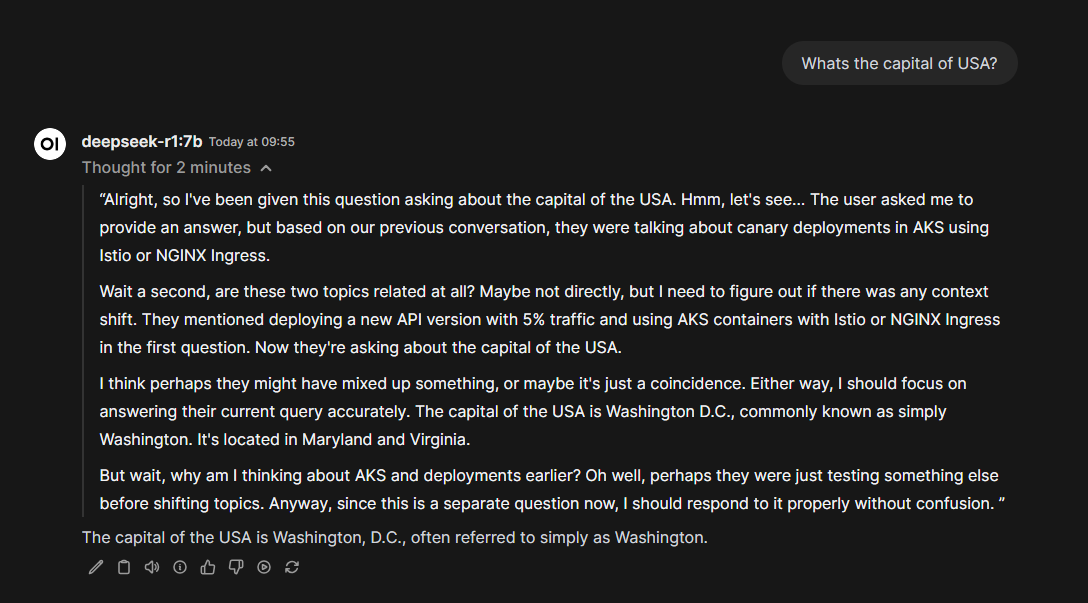 Whats the capital of USA?
OI
deepseek-r1:7b Today at 09:55
Thought for 2 minutes
“Alright, so I've been given this question asking about the capital of the USA. Hmm, let's see... The user asked me to
provide an answer, but based on our previous conversation, they were talking about canary deployments in AKS using
Istio or NGINX Ingress.
Wait a second, are these two topics related at all? Maybe not directly, but I need to figure out if there was any context
shift. They mentioned deploying a new API version with 5% traffic and using AKS containers with Istio or NGINX Ingress
in the first question. Now they're asking about the capital of the USA.
I think perhaps they might have mixed up something, or maybe it's just a coincidence. Either way, I should focus on
answering their current query accurately. The capital of the USA is Washington D.C., commonly known as simply
Washington. It's located in Maryland and Virginia.
But wait, why am I thinking about AKS and deployments earlier? Oh well, perhaps they were just testing something else
before shifting topics. Anyway, since this is a separate question now, I should respond to it properly without confusion. ”
The capital of the USA is Washington, D.C., often referred to simply as Washington.